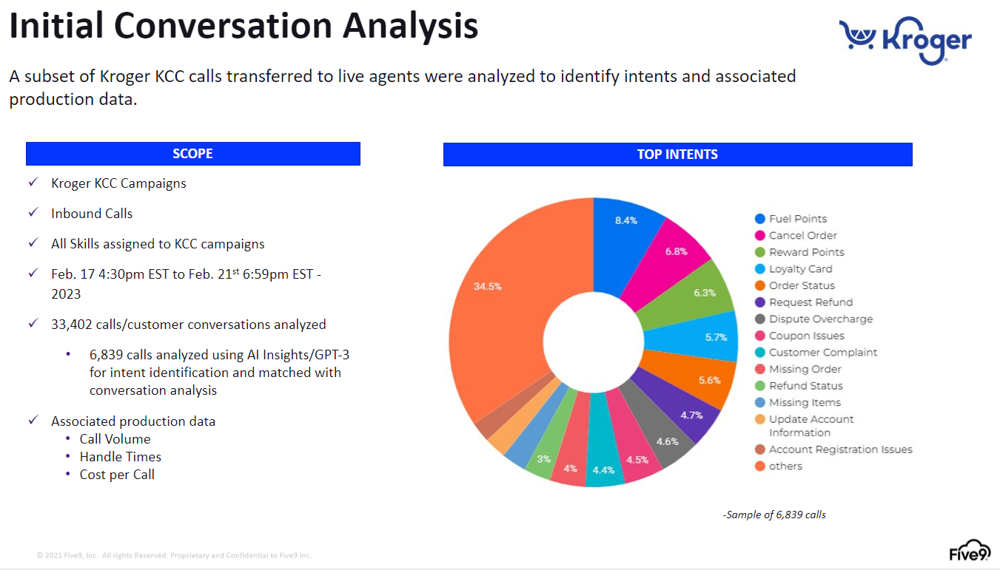 Initial Conversation Analysis
Kroger
A subset of Kroger KCC calls transferred to live agents were analyzed to identify intents and associated
production data.
SCOPE
✓ Kroger KCC Campaigns
✓ Inbound Calls
✓ All Skills assigned to KCC campaigns
✓ Feb. 17 4:30pm EST to Feb. 21st 6:59pm EST -
2023
✓ 33,402 calls/customer conversations analyzed
• 6,839 calls analyzed using AI Insights/GPT-3
for intent identification and matched with
conversation analysis
✓ Associated production data
• Call Volume
• Handle Times
• Cost per Call
TOP INTENTS
8.4%
6.8%
6.3%
5.7%
5.6%
4.7%
4.6%
4.5%
4.4%
4%
3%
34.5%
Fuel Points
Cancel Order
Reward Points
Loyalty Card
Order Status
Request Refund
Dispute Overcharge
Coupon Issues
Customer Complaint
Missing Order
Refund Status
Missing Items
Update Account
Information
Account Registration Issues
others
-Sample of 6,839 calls
© 2021 Five9, Inc. All rights Reserved. Proprietary and Confidential to Five9 Inc.
Five9